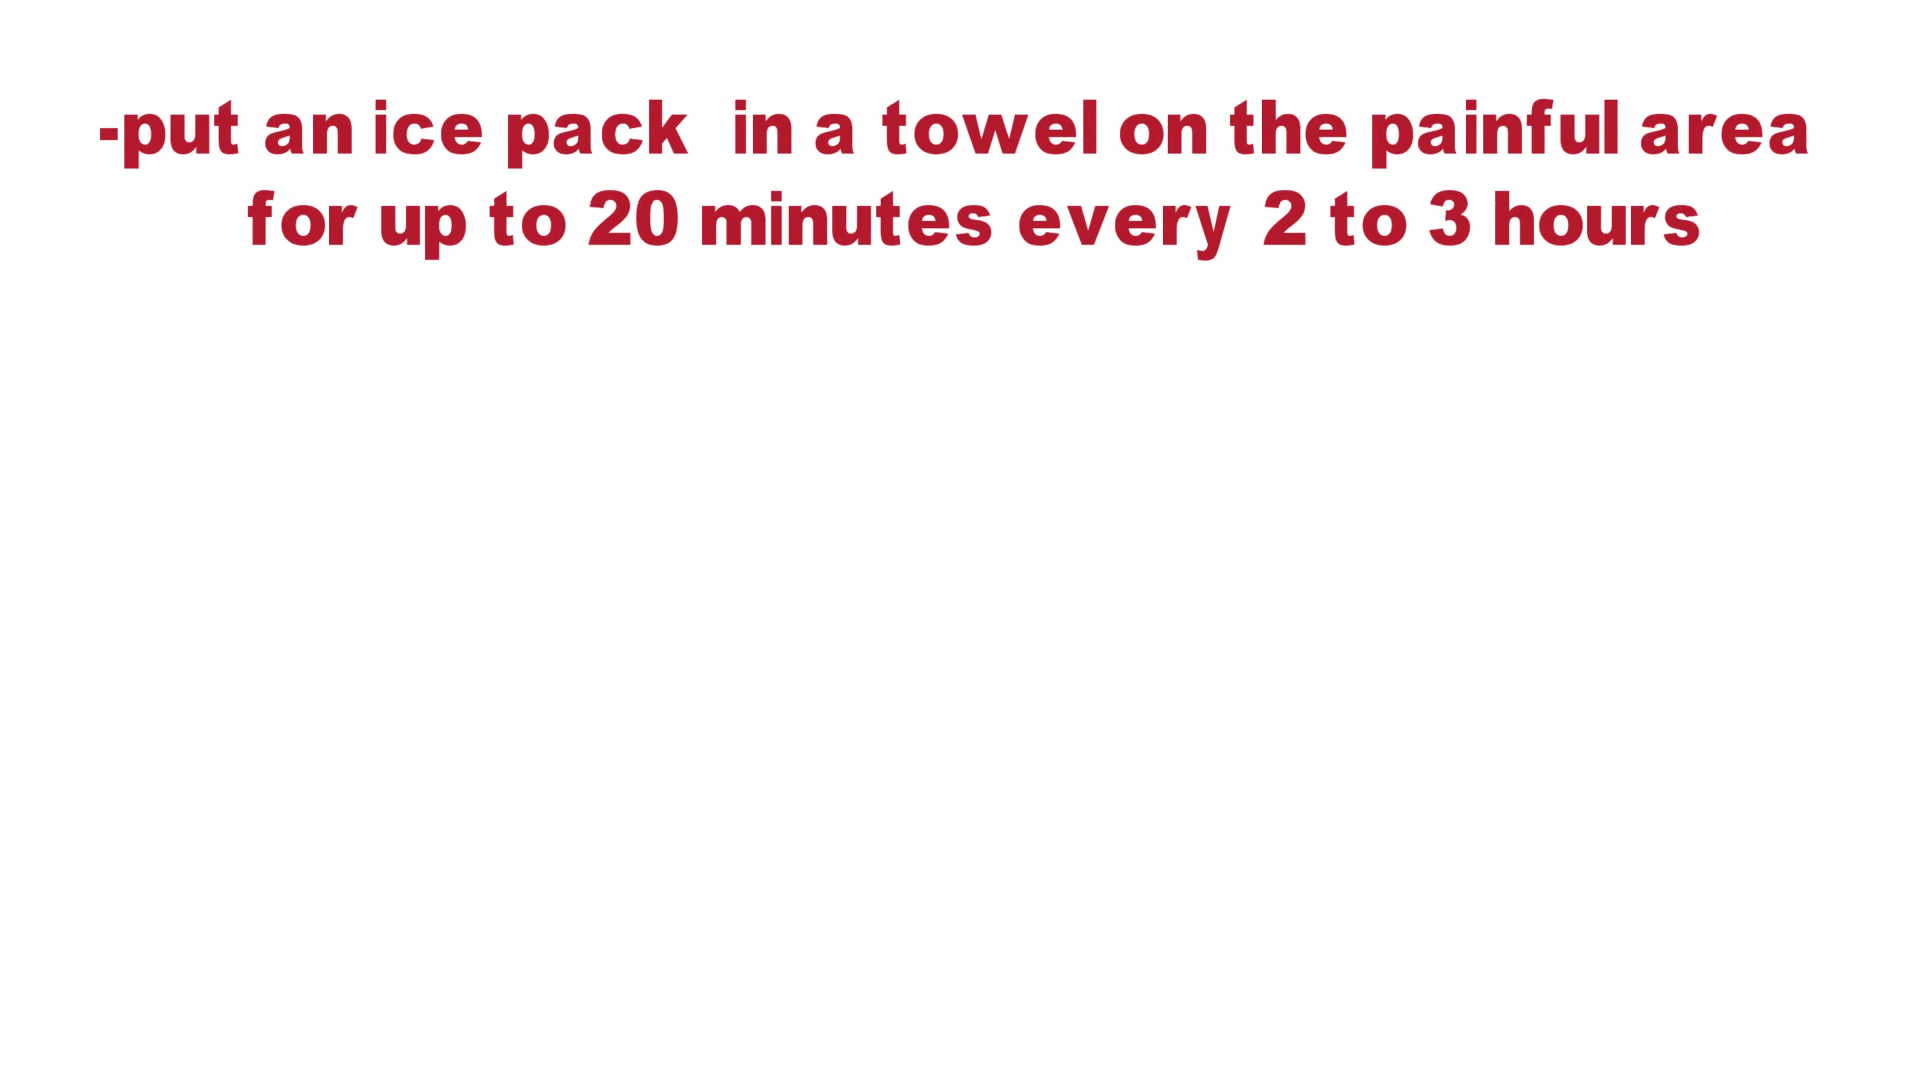 -put an ice pack in a towel on the painful area
for up to 20 minutes every 2 to 3 hours